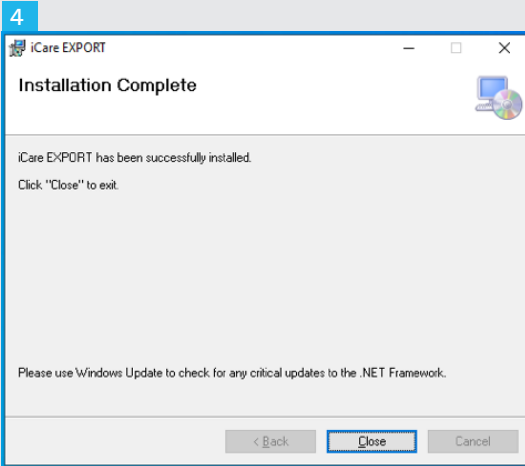 4
iCare EXPORT
Installation Complete
iCare EXPORT has been successfully installed.
Click "Close" to exit.
Please use Windows Update to check for any critical updates to the .NET Framework.
< Back Close Cancel